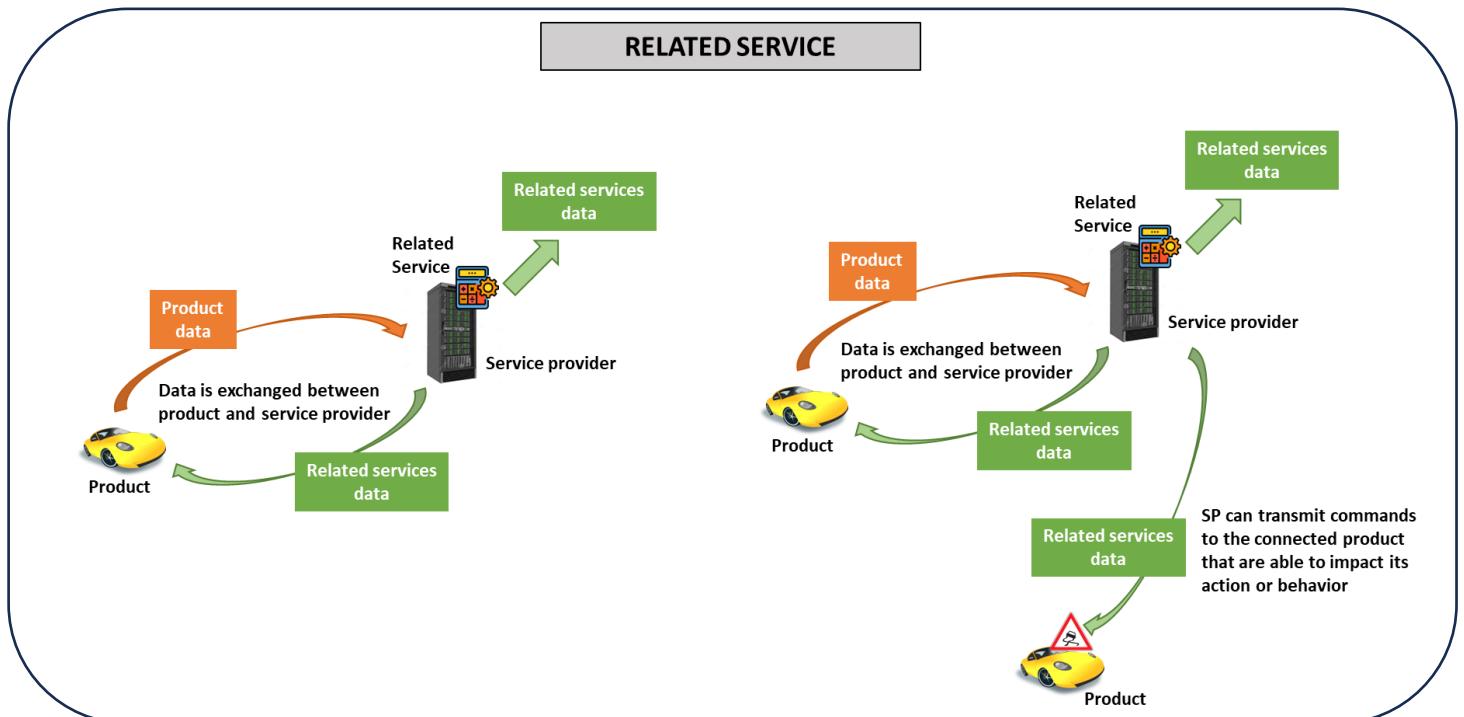 RELATED SERVICE
Related services
data
Related
Service
Product
data
Service provider
Data is exchanged between
product and service provider
Product
Related services
data
Related services
data
Related
Service
Product
data
Service provider
Data is exchanged between
product and service provider
Product
Related services
data
Related services
data
SP can transmit commands
to the connected product
that are able to impact its
action or behavior
Product